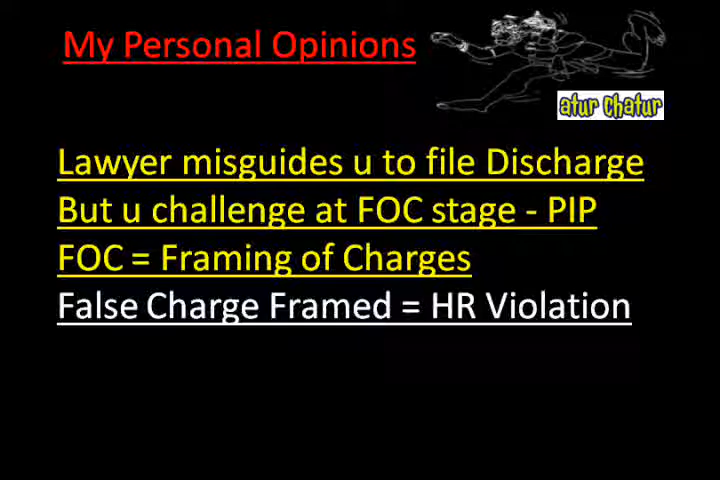 My Personal Opinions
atur chatur
Lawyer misguides u to file Discharge
But u challenge at FOC stage - PIP
FOC = Framing of Charges
False Charge Framed = HR Violation